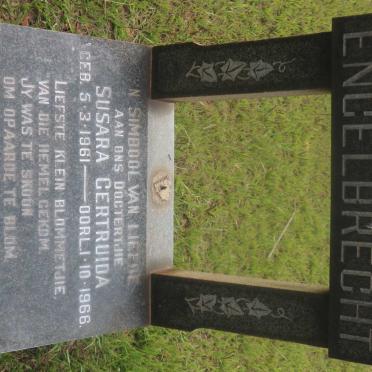 ENGELBRECHT
'N SIMBOOL VAN LIEFDE
AAN ONS DOGTERTJIE
SUSARA GERTRUIDA
GEB. 5·3·1961 — OORL. 1·10·1966
LIEFSTE KLEIN BLOMMETJIE,
VAN DIE HEMEL GEKOM
JY WAS TE SKOON
OM OP AARDE TE BLOM